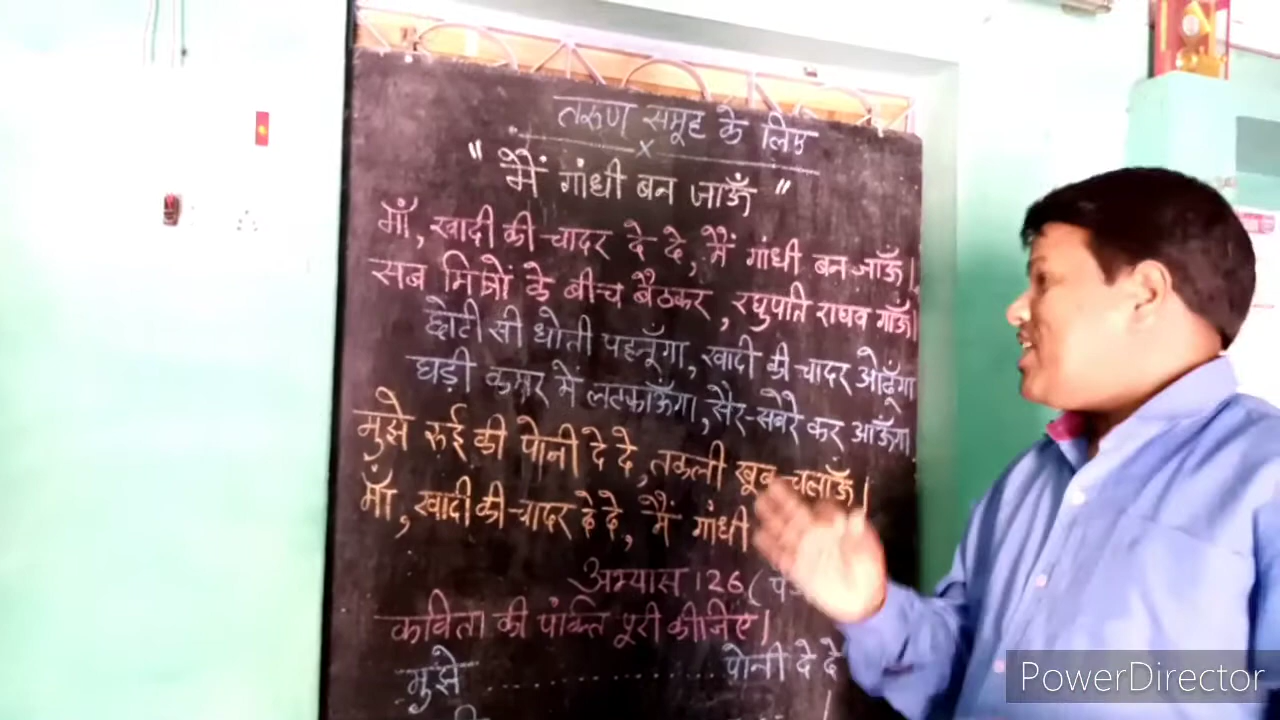 तरुण समूह के लिए
x
" मैं गांधी बन जाऊँ "
माँ, खादी की चादर दे दे, मैं गांधी बन जाऊँ।
सब मित्रों के बीच बैठकर, रघुपति राघव गाऊँ।
छोटी सी धोती पहनूँगा, खादी की चादर ओढूँगा
घड़ी कमर में लटकाऊँगा, सैर-सबेरे कर आऊँगा
मुझे रुई की पोनी दे दे, तकली खूब चलाऊँ।
माँ, खादी की चादर दे दे, मैं गांधी
अभ्यास 126 (
कविता की पंक्ति पूरी कीजिए।
मुझे .................. पोनी दे दे
PowerDirector